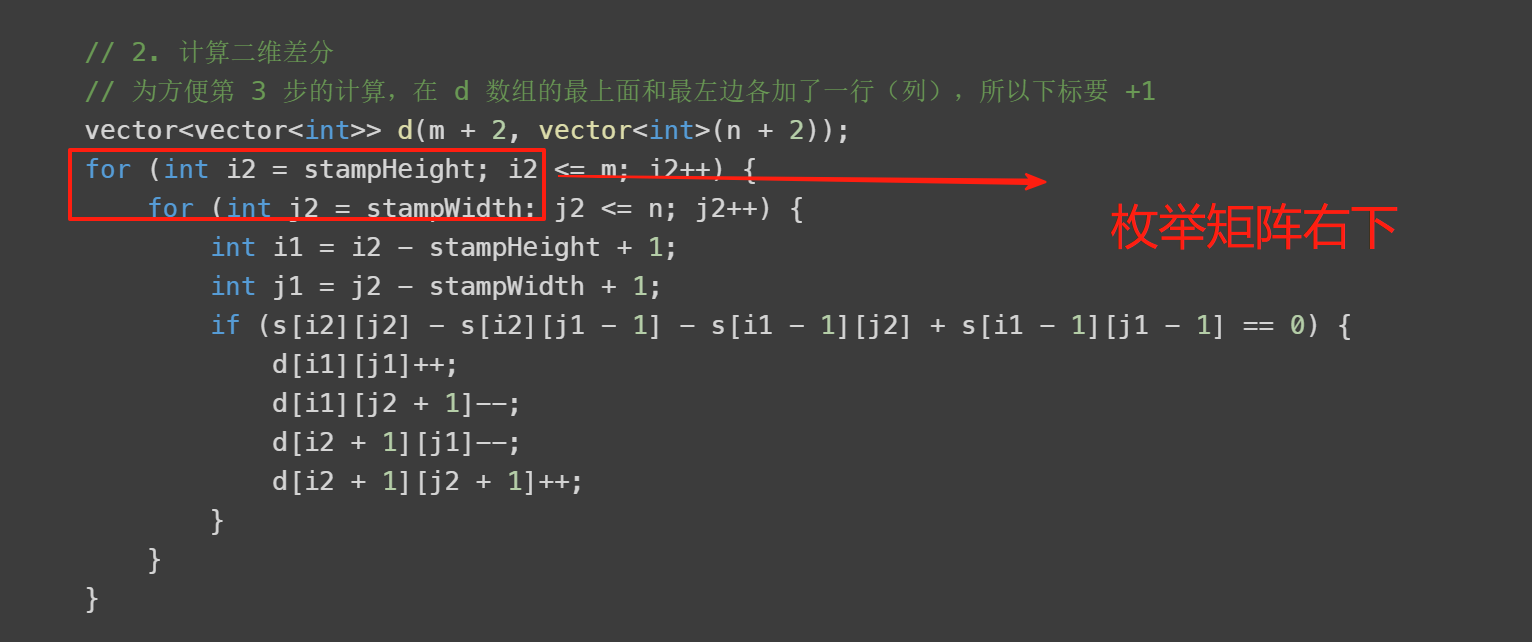 // 2. 计算二维差分
// 为方便第 3 步的计算，在 d 数组的最上面和最左边各加了一行（列），所以下标要 +1
vector<vector<int>> d(m + 2, vector<int>(n + 2));
for (int i2 = stampHeight; i2 <= m; i2++) {
    for (int j2 = stampWidth; j2 <= n; j2++) {
枚举矩阵右下
        int i1 = i2 - stampHeight + 1;
        int j1 = j2 - stampWidth + 1;
        if (s[i2][j2] - s[i2][j1 - 1] - s[i1 - 1][j2] + s[i1 - 1][j1 - 1] == 0) {
            d[i1][j1]++;
            d[i1][j2 + 1]--;
            d[i2 + 1][j1]--;
            d[i2 + 1][j2 + 1]++;
        }
    }
}